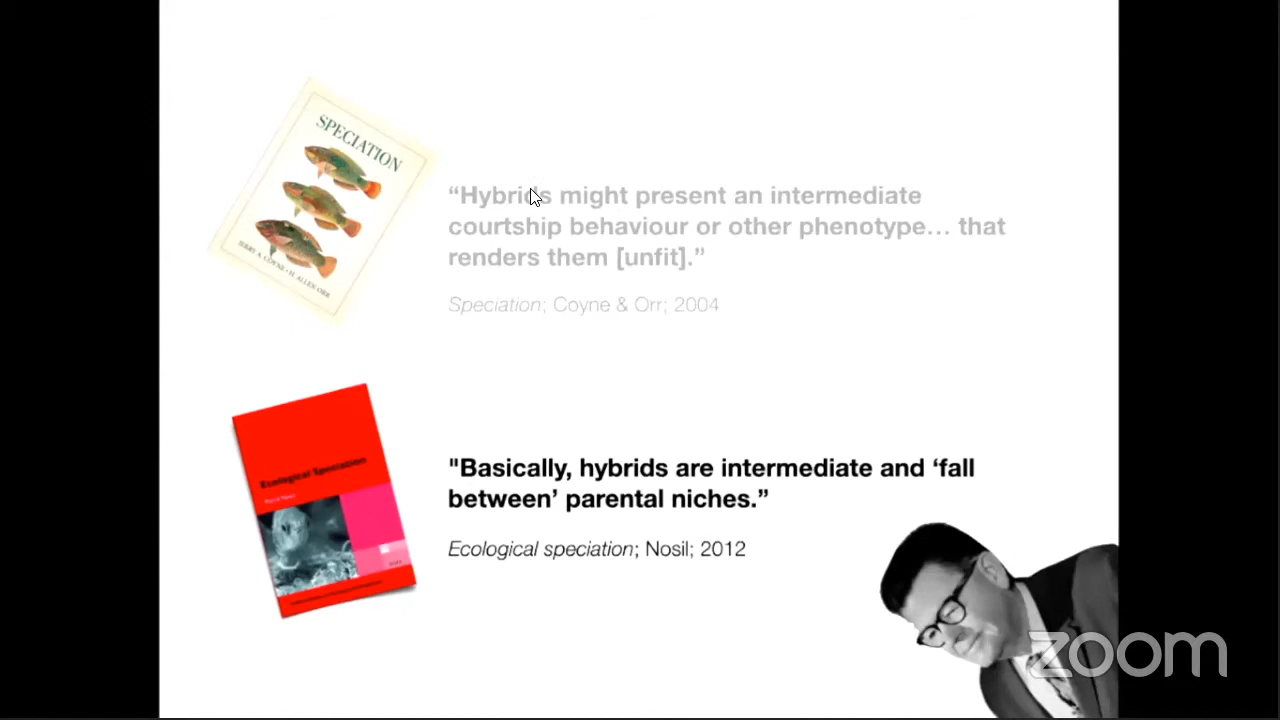 SPECIATION
JERRY A. COYNE • H. ALLEN ORR
“Hybrids might present an intermediate
courtship behaviour or other phenotype… that
renders them [unfit].”
Speciation; Coyne & Orr; 2004
Ecological Speciation
"Basically, hybrids are intermediate and ‘fall
between’ parental niches.”
Ecological speciation; Nosil; 2012
zoom